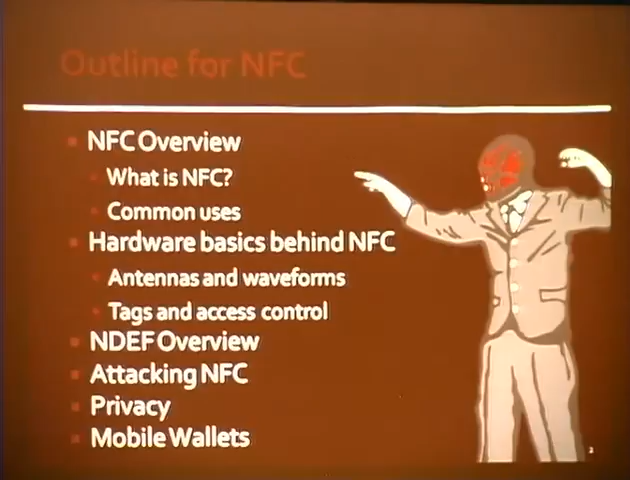 Outline for NFC
NFC Overview
What is NFC?
Common uses
Hardware basics behind NFC
Antennas and waveforms
Tags and access control
NDEF Overview
Attacking NFC
Privacy
Mobile Wallets